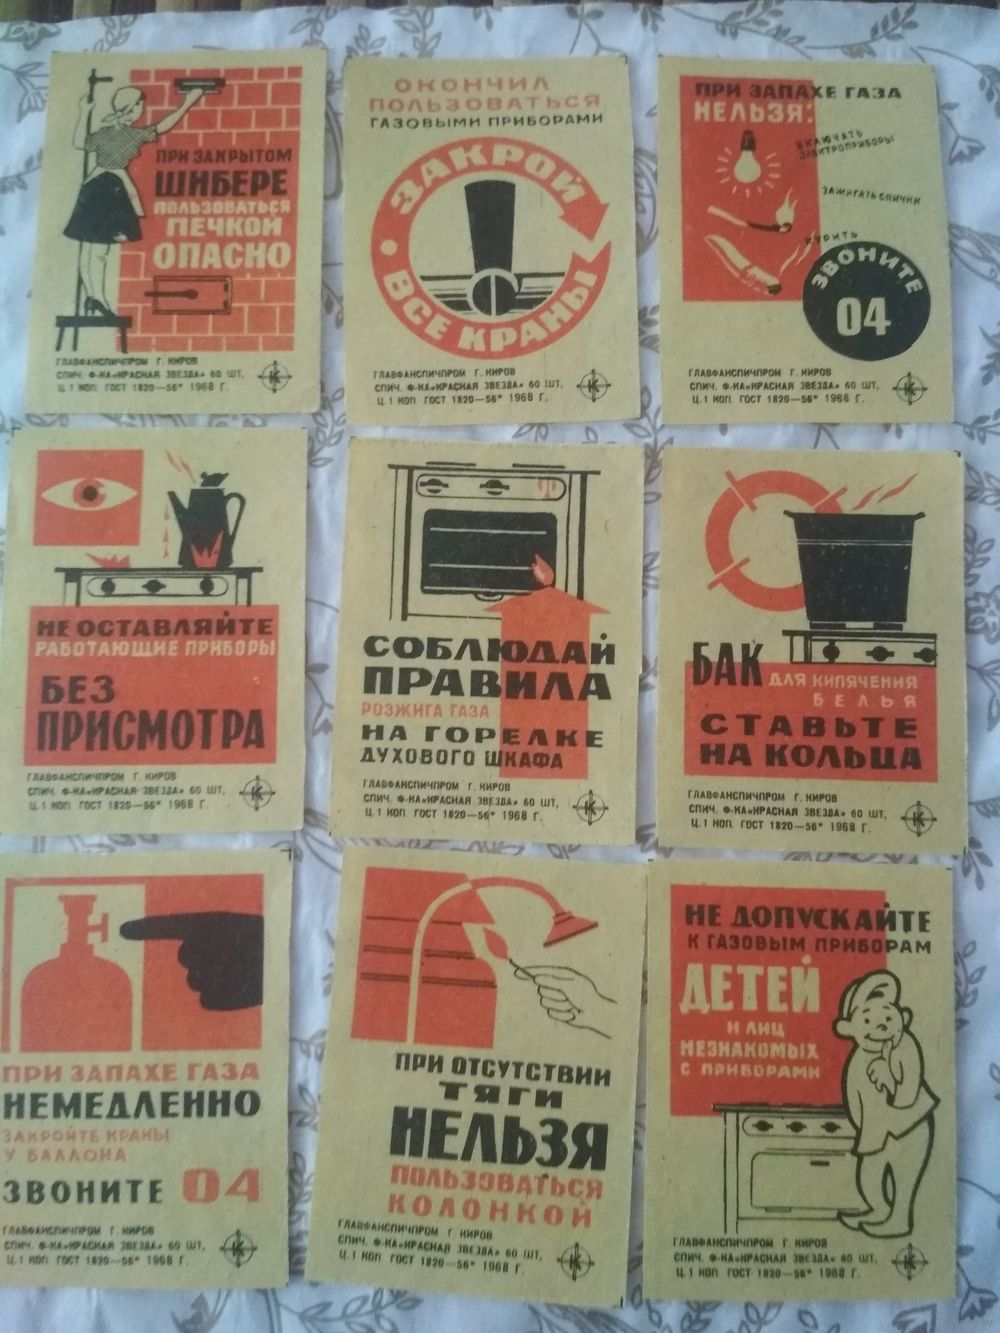 ПРИ ЗАКРЫТОМ
ШИБЕРЕ
ПОЛЬЗОВАТЬСЯ
ПЕЧКОЙ
ОПАСНО
ГЛАВФАНСПИЧПРОМ Г. КИРОВ
СПИЧ. Ф-КА «КРАСНАЯ ЗВЕЗДА» 60 ШТ.
Ц. 1 КОП. ГОСТ 1820—56* 1968 Г.
ОКОНЧИЛ
ПОЛЬЗОВАТЬСЯ
ГАЗОВЫМИ ПРИБОРАМИ
ЗАКРОЙ
ВСЕ КРАНЫ
ГЛАВФАНСПИЧПРОМ Г. КИРОВ
СПИЧ. Ф-КА «КРАСНАЯ ЗВЕЗДА» 60 ШТ.
Ц. 1 КОП. ГОСТ 1820—56* 1968 Г.
ПРИ ЗАПАХЕ ГАЗА
НЕЛЬЗЯ:
ВКЛЮЧАТЬ
ЭЛЕКТРОПРИБОРЫ
ЗАЖИГАТЬ СПИЧКИ
КУРИТЬ
ЗВОНИТЕ
04
ГЛАВФАНСПИЧПРОМ Г. КИРОВ
СПИЧ. Ф-КА «КРАСНАЯ ЗВЕЗДА» 60 ШТ.
Ц. 1 КОП. ГОСТ 1820—56* 1968 Г.
НЕ ОСТАВЛЯЙТЕ
РАБОТАЮЩИЕ ПРИБОРЫ
БЕЗ
ПРИСМОТРА
ГЛАВФАНСПИЧПРОМ Г. КИРОВ
СПИЧ. Ф-КА «КРАСНАЯ ЗВЕЗДА» 60 ШТ.
Ц. 1 КОП. ГОСТ 1820—56* 1968 Г.
СОБЛЮДАЙ
ПРАВИЛА
РОЗЖИГА ГАЗА
НА ГОРЕЛКЕ
ДУХОВОГО ШКАФА
ГЛАВФАНСПИЧПРОМ Г. КИРОВ
СПИЧ. Ф-КА «КРАСНАЯ ЗВЕЗДА» 60 ШТ.
Ц. 1 КОП. ГОСТ 1820—56* 1968 Г.
БАК ДЛЯ КИПЯЧЕНИЯ
БЕЛЬЯ
СТАВЬТЕ
НА КОЛЬЦА
ГЛАВФАНСПИЧПРОМ Г. КИРОВ
СПИЧ. Ф-КА «КРАСНАЯ ЗВЕЗДА» 60 ШТ.
Ц. 1 КОП. ГОСТ 1820—56* 1968 Г.
ПРИ ЗАПАХЕ ГАЗА
НЕМЕДЛЕННО
ЗАКРОЙТЕ КРАНЫ
У БАЛЛОНА
ЗВОНИТЕ 04
ГЛАВФАНСПИЧПРОМ Г. КИРОВ
СПИЧ. Ф-КА «КРАСНАЯ ЗВЕЗДА» 60 ШТ.
Ц. 1 КОП. ГОСТ 1820—56* 1968 Г.
ПРИ ОТСУТСТВИИ
ТЯГИ
НЕЛЬЗЯ
ПОЛЬЗОВАТЬСЯ
КОЛОНКОЙ
ГЛАВФАНСПИЧПРОМ Г. КИРОВ
СПИЧ. Ф-КА «КРАСНАЯ ЗВЕЗДА» 60 ШТ.
Ц. 1 КОП. ГОСТ 1820—56* 1968 Г.
НЕ ДОПУСКАЙТЕ
К ГАЗОВЫМ ПРИБОРАМ
ДЕТЕЙ
И ЛИЦ
НЕЗНАКОМЫХ
С ПРИБОРАМИ
ГЛАВФАНСПИЧПРОМ Г. КИРОВ
СПИЧ. Ф-КА «КРАСНАЯ ЗВЕЗДА» 60 ШТ.
Ц. 1 КОП. ГОСТ 1820—56* 1968 Г.